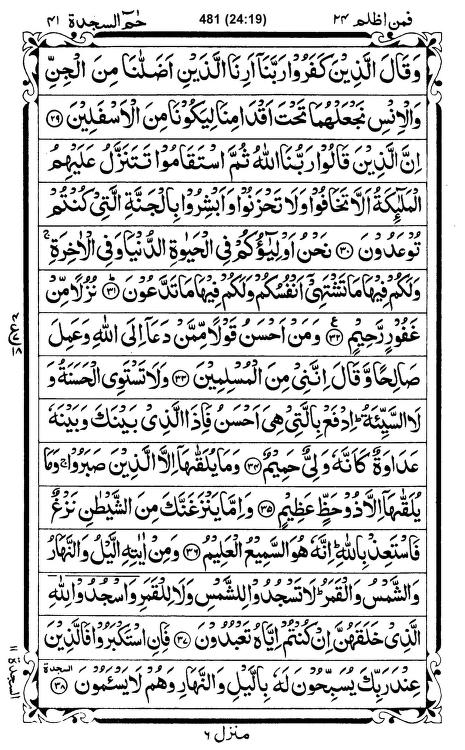 فمن اظلم ٢٤
481 (24:19)
حٰمٓ السجدة ٤١
وَقَالَ الَّذِيْنَ كَفَرُوْا رَبَّنَآ اَرِنَا الَّذَيْنِ اَضَلّٰنَا مِنَ الْجِنِّ
وَالْاِنْسِ نَجْعَلْهُمَا تَحْتَ اَقْدَامِنَا لِيَكُوْنَا مِنَ الْاَسْفَلِيْنَ ﴿٢٩﴾
اِنَّ الَّذِيْنَ قَالُوْا رَبُّنَا اللّٰهُ ثُمَّ اسْتَقَامُوْا تَتَنَزَّلُ عَلَيْهِمُ
الْمَلٰٓئِكَةُ اَلَّا تَخَافُوْا وَلَا تَحْزَنُوْا وَاَبْشِرُوْا بِالْجَنَّةِ الَّتِيْ كُنْتُمْ
تُوْعَدُوْنَ ﴿٣٠﴾ نَحْنُ اَوْلِيٰٓؤُكُمْ فِي الْحَيٰوةِ الدُّنْيَا وَفِي الْاٰخِرَةِ ۚ
وَلَكُمْ فِيْهَا مَا تَشْتَهِيْٓ اَنْفُسُكُمْ وَلَكُمْ فِيْهَا مَا تَدَّعُوْنَ ﴿٣١﴾ نُزُلًا مِّنْ
غَفُوْرٍ رَّحِيْمٍ ﴿٣٢﴾ ع وَمَنْ اَحْسَنُ قَوْلًا مِّمَّنْ دَعَآ اِلَى اللّٰهِ وَعَمِلَ
صَالِحًا وَّقَالَ اِنَّنِيْ مِنَ الْمُسْلِمِيْنَ ﴿٣٣﴾ وَلَا تَسْتَوِي الْحَسَنَةُ وَ
لَا السَّيِّئَةُ ؕ اِدْفَعْ بِالَّتِيْ هِيَ اَحْسَنُ فَاِذَا الَّذِيْ بَيْنَكَ وَبَيْنَهٗ
عَدَاوَةٌ كَاَنَّهٗ وَلِيٌّ حَمِيْمٌ ﴿٣٤﴾ وَمَا يُلَقّٰىهَآ اِلَّا الَّذِيْنَ صَبَرُوْا ۚ وَمَا
يُلَقّٰىهَآ اِلَّا ذُوْ حَظٍّ عَظِيْمٍ ﴿٣٥﴾ وَاِمَّا يَنْزَغَنَّكَ مِنَ الشَّيْطٰنِ نَزْغٌ
فَاسْتَعِذْ بِاللّٰهِ ؕ اِنَّهٗ هُوَ السَّمِيْعُ الْعَلِيْمُ ﴿٣٦﴾ وَمِنْ اٰيٰتِهِ الَّيْلُ وَالنَّهَارُ
وَالشَّمْسُ وَالْقَمَرُ ؕ لَا تَسْجُدُوْا لِلشَّمْسِ وَلَا لِلْقَمَرِ وَاسْجُدُوْا لِلّٰهِ
الَّذِيْ خَلَقَهُنَّ اِنْ كُنْتُمْ اِيَّاهُ تَعْبُدُوْنَ ﴿٣٧﴾ فَاِنِ اسْتَكْبَرُوْا فَالَّذِيْنَ
عِنْدَ رَبِّكَ يُسَبِّحُوْنَ لَهٗ بِالَّيْلِ وَالنَّهَارِ وَهُمْ لَا يَسْئَمُوْنَ ﴿٣٨﴾ السجدة
السجدة ١١
منزل ٦